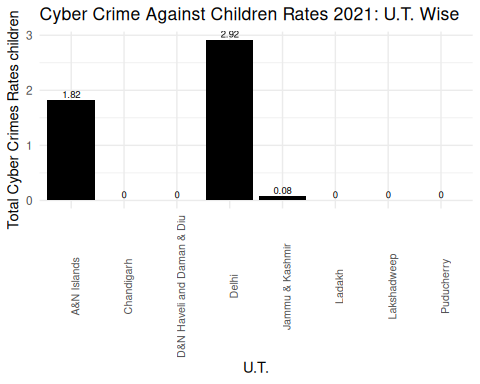 Cyber Crime Against Children Rates 2021: U.T. Wise
Total Cyber Crimes Rates children
3
2
1
0
1.82
0
0
2.92
0.08
0
0
0
A&N Islands
Chandigarh
D&N Haveli and Daman & Diu
Delhi
Jammu & Kashmir
Ladakh
Lakshadweep
Puducherry
U.T.